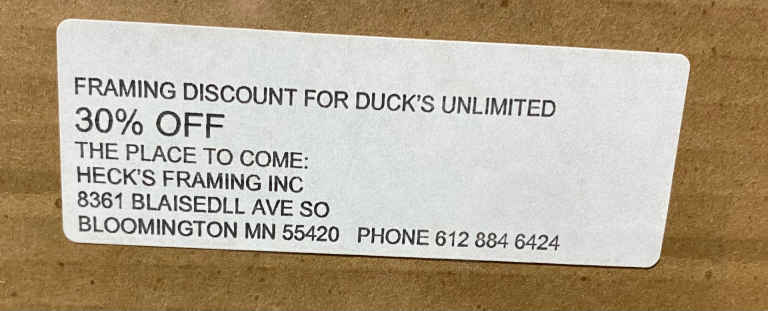 FRAMING DISCOUNT FOR DUCK'S UNLIMITED
30% OFF
THE PLACE TO COME:
HECK'S FRAMING INC
8361 BLAISEDLL AVE SO
BLOOMINGTON MN 55420 PHONE 612 884 6424